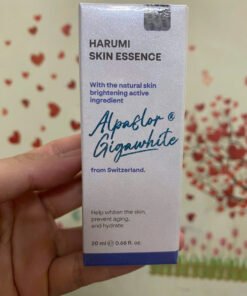 HARUMI
SKIN ESSENCE
With the natural skin
brightening active
ingredient
Alpaflor ®
Gigawhite
from Switzerland.
Help whiten the skin,
prevent aging,
and hydrate
20 ml ℮ 0.68 fl. oz.